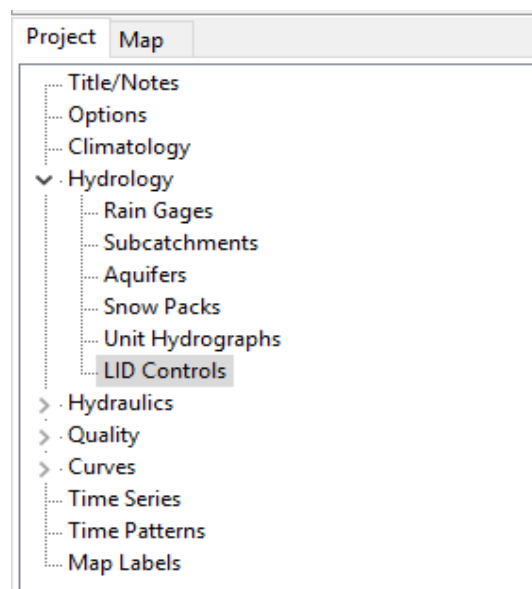 Project Map
Title/Notes
Options
Climatology
Hydrology
Rain Gages
Subcatchments
Aquifers
Snow Packs
Unit Hydrographs
LID Controls
Hydraulics
Quality
Curves
Time Series
Time Patterns
Map Labels